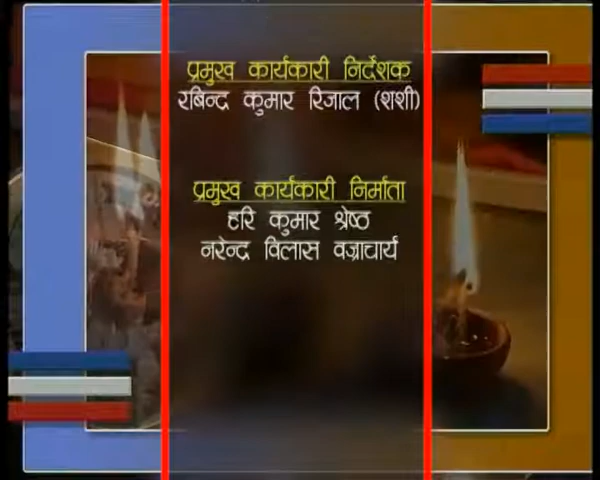 प्रमुख कार्यकारी निर्देशक
रबिन्द्र कुमार रिजाल (शशी)
प्रमुख कार्यकारी निर्माता
हरि कुमार श्रेष्ठ
नरेन्द्र विलास वज्राचार्य